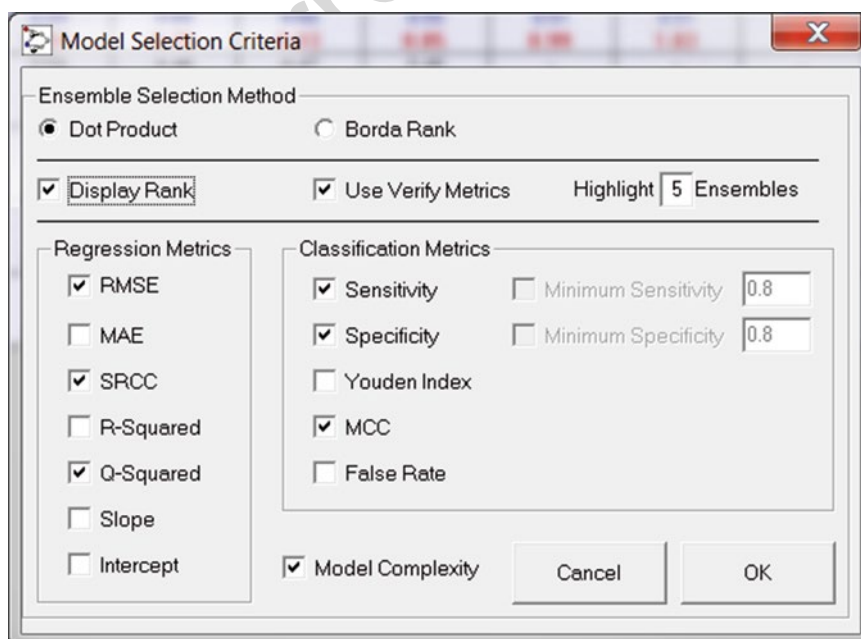 Model Selection Criteria
Ensemble Selection Method
Dot Product
Borda Rank
Display Rank
Use Verify Metrics
Highlight 5 Ensembles
Regression Metrics
RMSE
MAE
SRCC
R-Squared
Q-Squared
Slope
Intercept
Classification Metrics
Sensitivity
Minimum Sensitivity 0.8
Specificity
Minimum Specificity 0.8
Youden Index
MCC
False Rate
Model Complexity
Cancel
OK